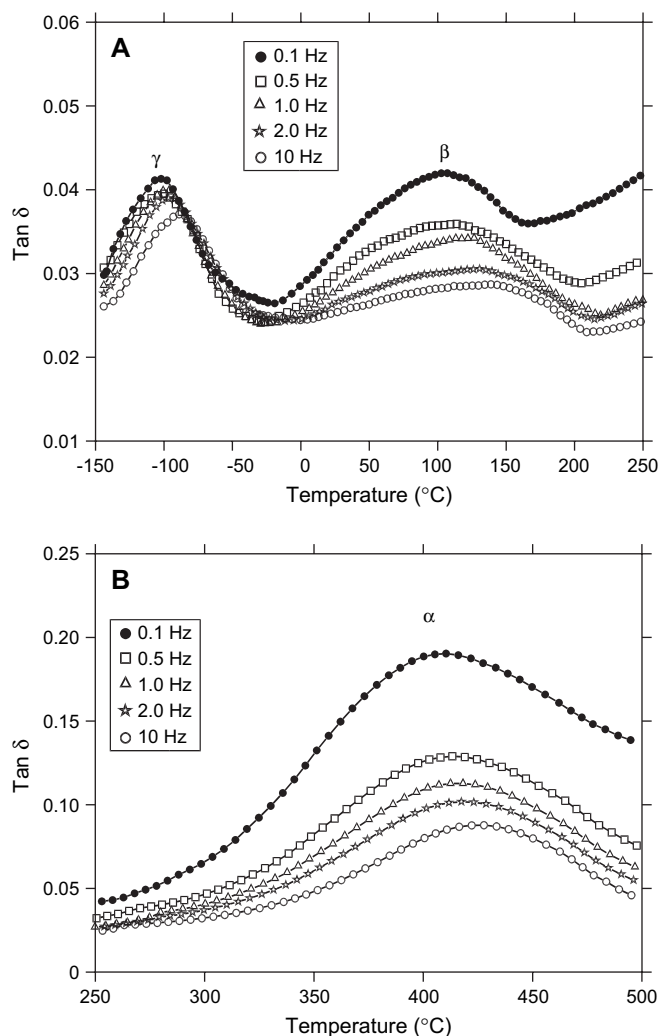 0.06
A
0.1 Hz
0.5 Hz
1.0 Hz
2.0 Hz
10 Hz
0.05
γ
β
0.04
Tan δ
0.03
0.02
0.01
-150 -100 -50 0 50 100 150 200 250
Temperature (°C)
0.25
B
α
0.1 Hz
0.5 Hz
1.0 Hz
2.0 Hz
10 Hz
0.20
0.15
Tan δ
0.10
0.05
0
250 300 350 400 450 500
Temperature (°C)